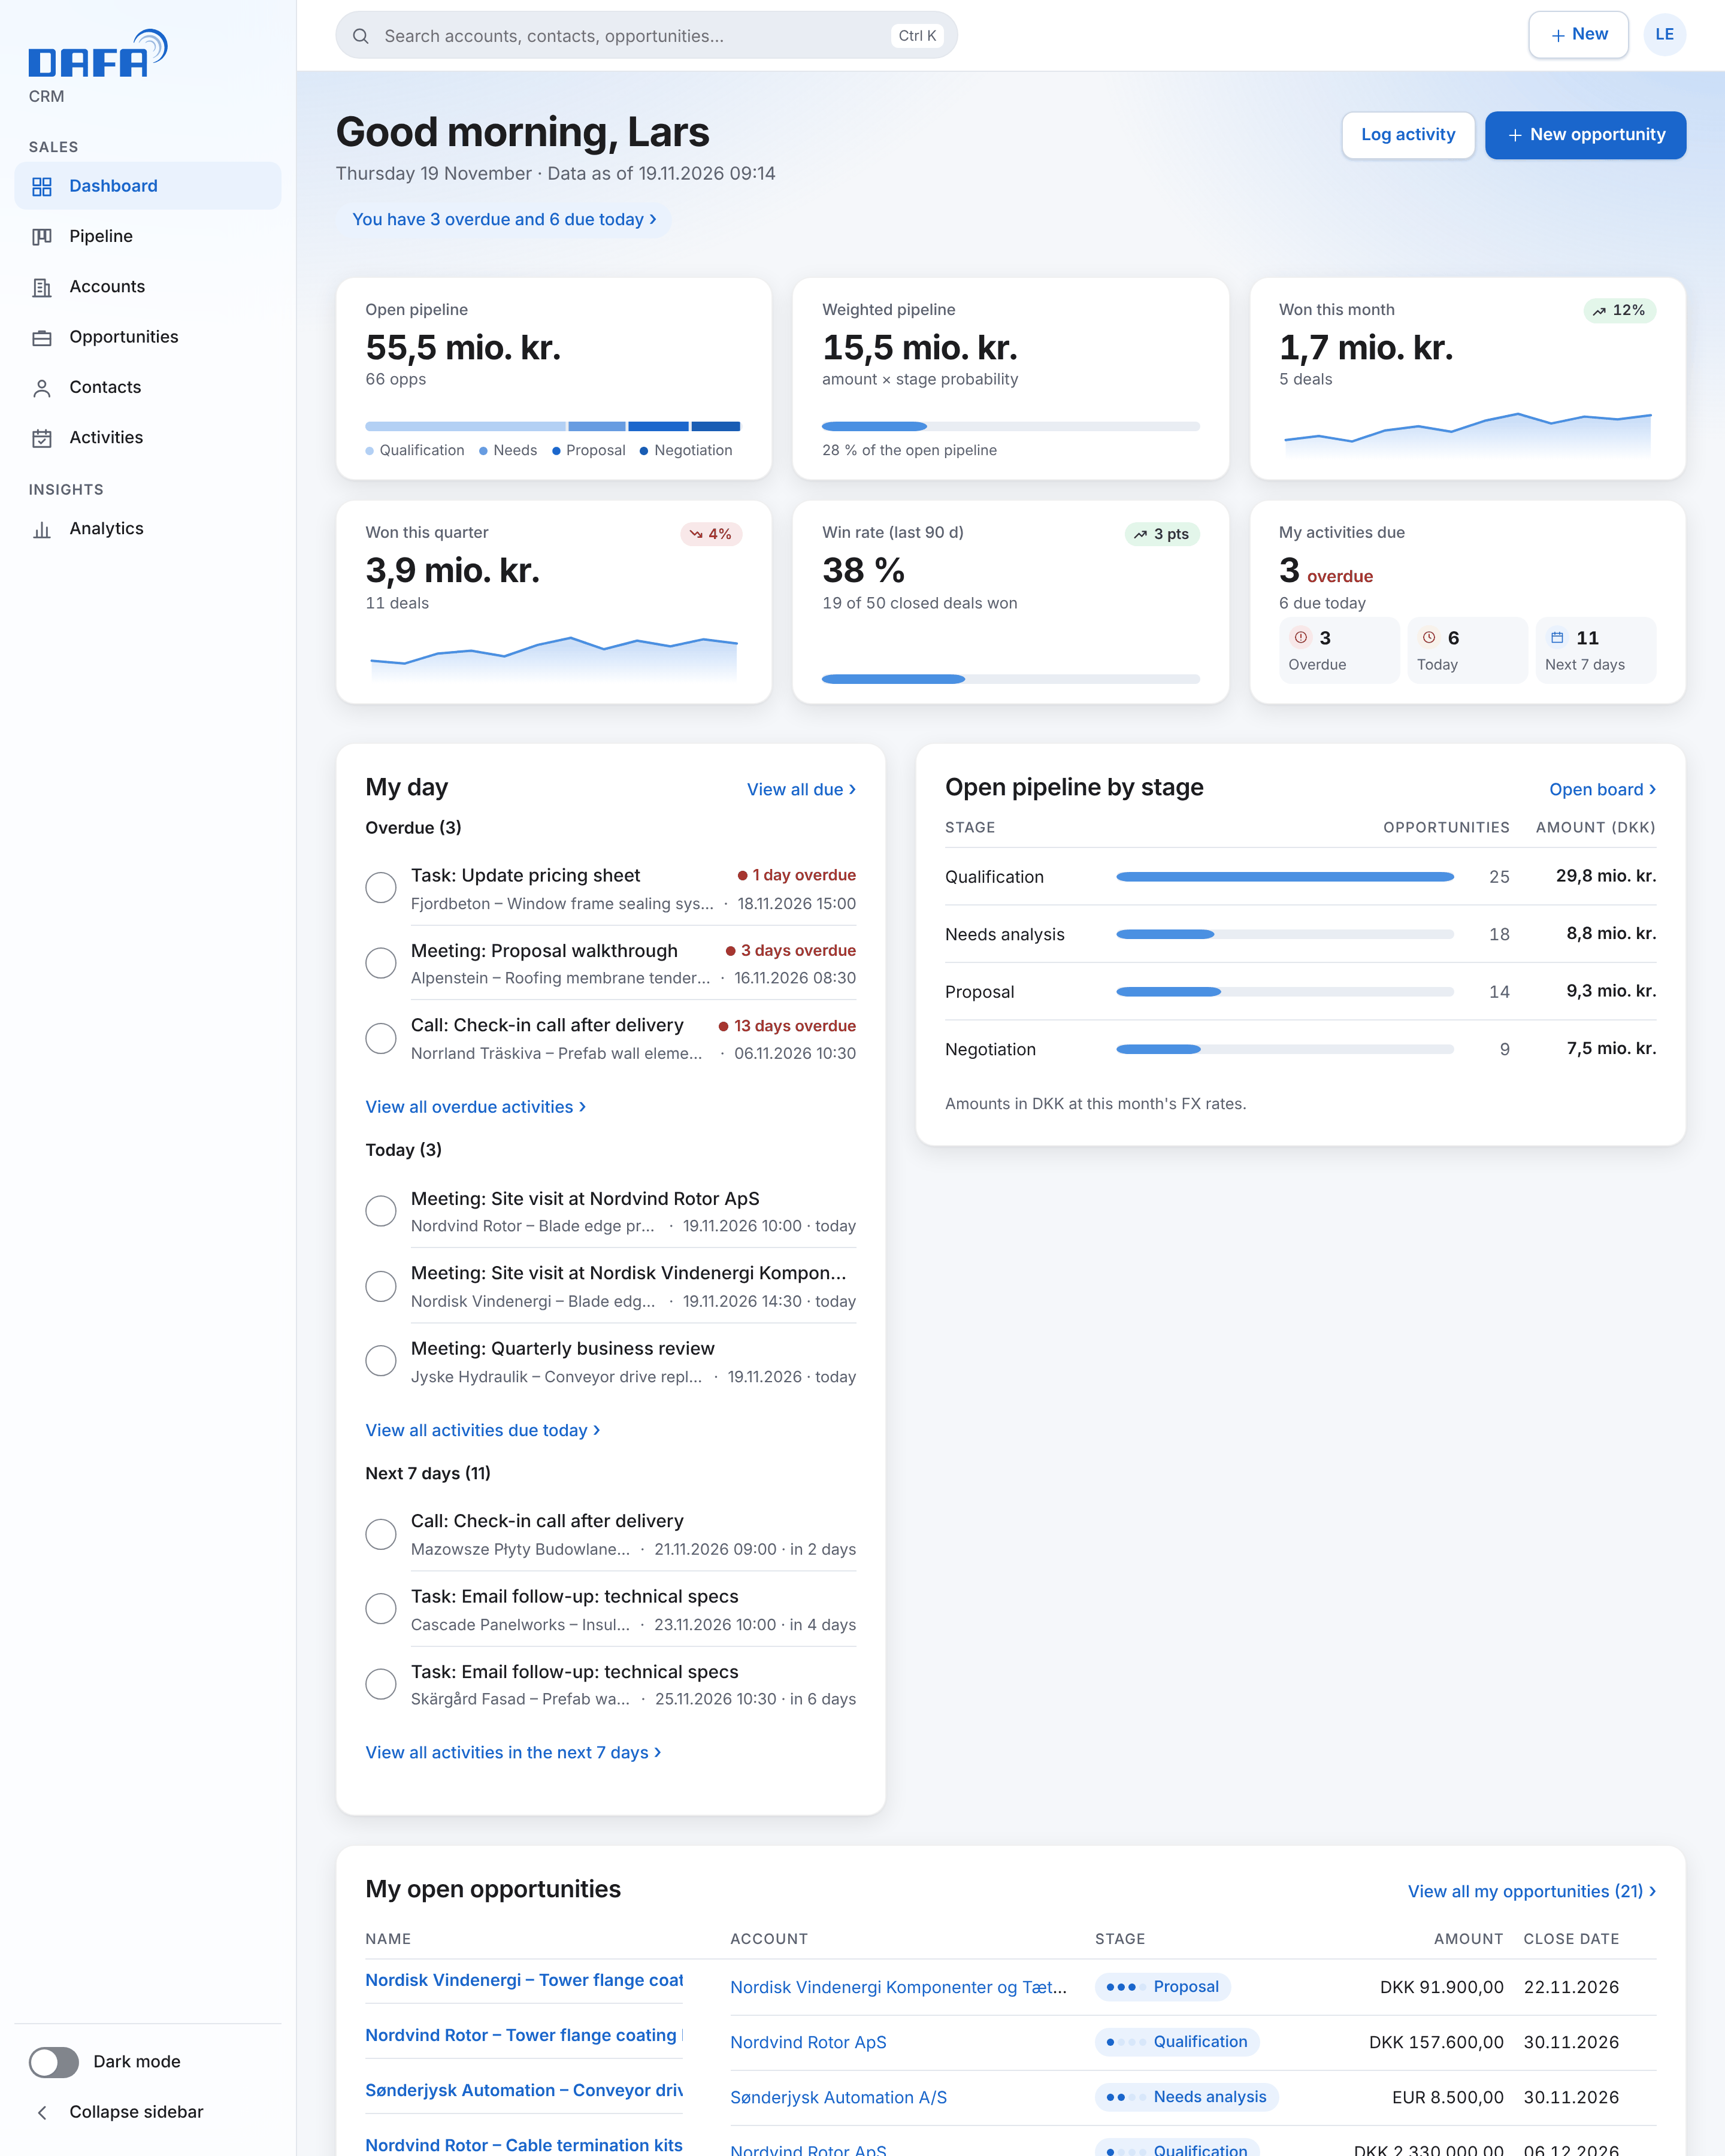 DAFA
CRM
SALES
Dashboard
Pipeline
Accounts
Opportunities
Contacts
Activities
INSIGHTS
Analytics
Dark mode
Collapse sidebar
Search accounts, contacts, opportunities...
Ctrl K
+ New
LE
Good morning, Lars
Thursday 19 November · Data as of 19.11.2026 09:14
You have 3 overdue and 6 due today ›
Log activity
+ New opportunity
Open pipeline
55,5 mio. kr.
66 opps
Qualification Needs Proposal Negotiation
Weighted pipeline
15,5 mio. kr.
amount × stage probability
28 % of the open pipeline
Won this month
12%
1,7 mio. kr.
5 deals
Won this quarter
4%
3,9 mio. kr.
11 deals
Win rate (last 90 d)
3 pts
38 %
19 of 50 closed deals won
My activities due
3 overdue
6 due today
3 Overdue
6 Today
11 Next 7 days
My day
View all due ›
Overdue (3)
Task: Update pricing sheet 1 day overdue
Fjordbeton – Window frame sealing sys... · 18.11.2026 15:00
Meeting: Proposal walkthrough 3 days overdue
Alpenstein – Roofing membrane tender... · 16.11.2026 08:30
Call: Check-in call after delivery 13 days overdue
Norrland Träskiva – Prefab wall eleme... · 06.11.2026 10:30
View all overdue activities ›
Today (3)
Meeting: Site visit at Nordvind Rotor ApS
Nordvind Rotor – Blade edge pr... · 19.11.2026 10:00 · today
Meeting: Site visit at Nordisk Vindenergi Kompon...
Nordisk Vindenergi – Blade edg... · 19.11.2026 14:30 · today
Meeting: Quarterly business review
Jyske Hydraulik – Conveyor drive repl... · 19.11.2026 · today
View all activities due today ›
Next 7 days (11)
Call: Check-in call after delivery
Mazowsze Płyty Budowlane... · 21.11.2026 09:00 · in 2 days
Task: Email follow-up: technical specs
Cascade Panelworks – Insul... · 23.11.2026 10:00 · in 4 days
Task: Email follow-up: technical specs
Skärgård Fasad – Prefab wa... · 25.11.2026 10:30 · in 6 days
View all activities in the next 7 days ›
Open pipeline by stage
Open board ›
STAGE OPPORTUNITIES AMOUNT (DKK)
Qualification 25 29,8 mio. kr.
Needs analysis 18 8,8 mio. kr.
Proposal 14 9,3 mio. kr.
Negotiation 9 7,5 mio. kr.
Amounts in DKK at this month's FX rates.
My open opportunities
View all my opportunities (21) ›
NAME ACCOUNT STAGE AMOUNT CLOSE DATE
Nordisk Vindenergi – Tower flange coat Nordisk Vindenergi Komponenter og Tæt... Proposal DKK 91.900,00 22.11.2026
Nordvind Rotor – Tower flange coating Nordvind Rotor ApS Qualification DKK 157.600,00 30.11.2026
Sønderjysk Automation – Conveyor driv Sønderjysk Automation A/S Needs analysis EUR 8.500,00 30.11.2026
Nordvind Rotor – Cable termination kits Nordvind Rotor ApS Qualification DKK 2.330.000,00 06.12.2026